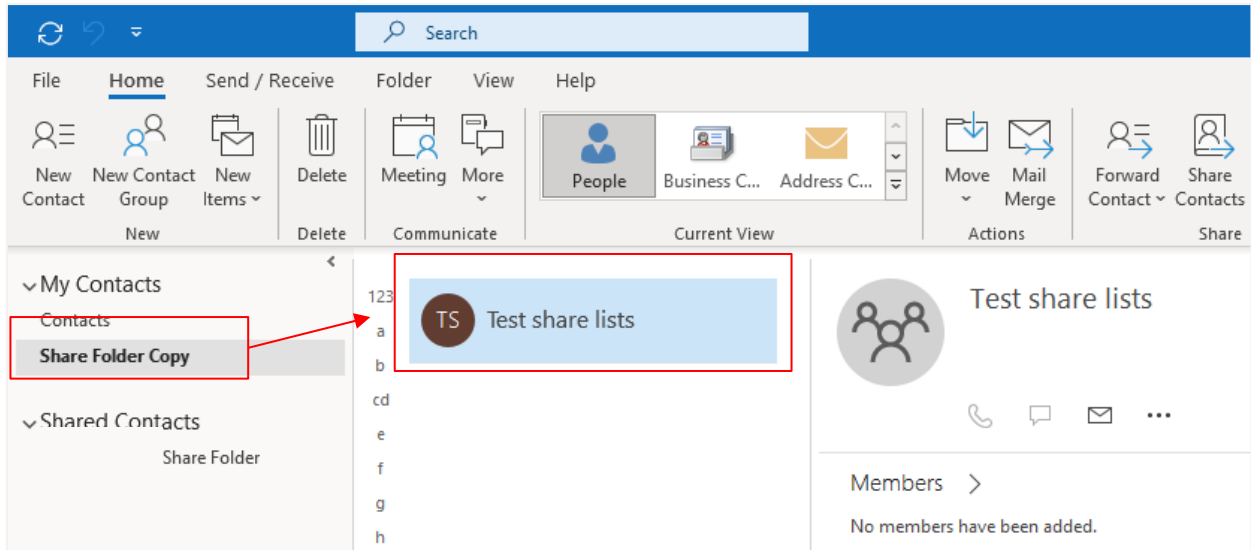 Search
File Home Send / Receive Folder View Help
New Contact
New Contact Group
New Items
Delete
Meeting
More
People
Business C...
Address C...
Move
Mail Merge
Forward Contact
Share Contacts
New
Delete
Communicate
Current View
Actions
Share
My Contacts
Contacts
Share Folder Copy
Shared Contacts
Share Folder
123
a
b
cd
e
f
g
h
TS Test share lists
Test share lists
Members
No members have been added.